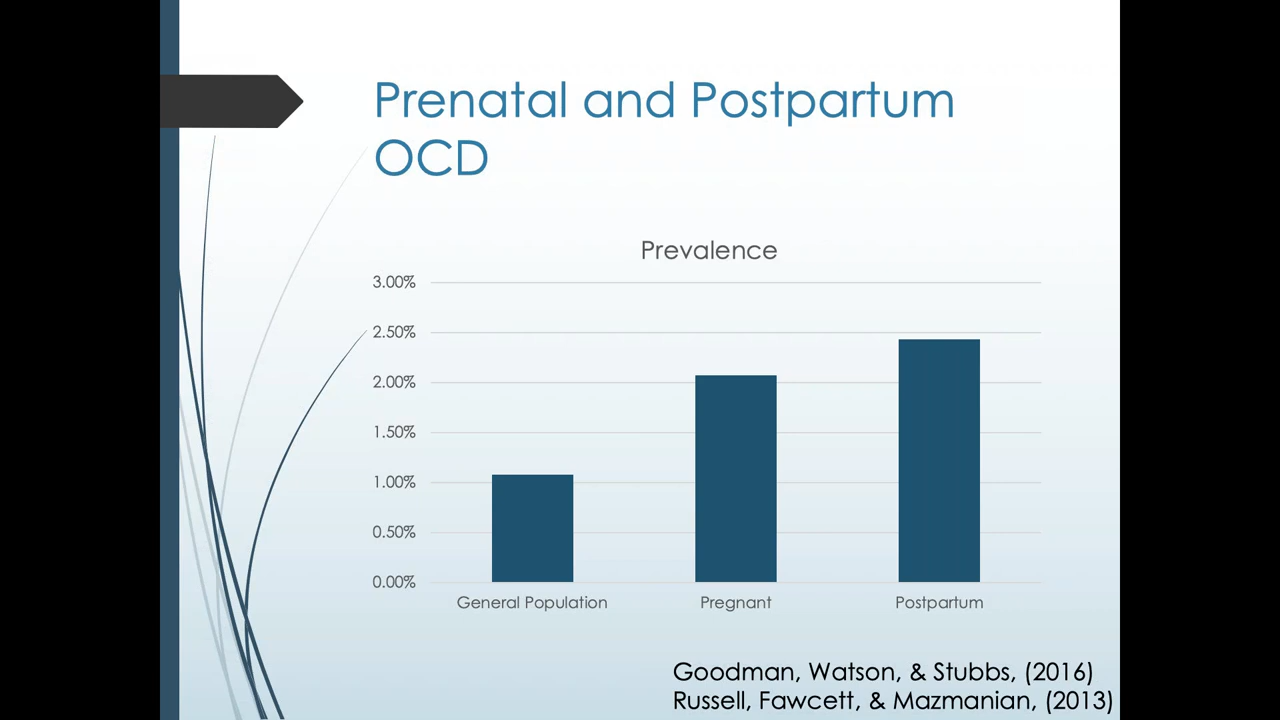 Prenatal and Postpartum
OCD
Prevalence
3.00%
2.50%
2.00%
1.50%
1.00%
0.50%
0.00%
General Population
Pregnant
Postpartum
Goodman, Watson, & Stubbs, (2016)
Russell, Fawcett, & Mazmanian, (2013)